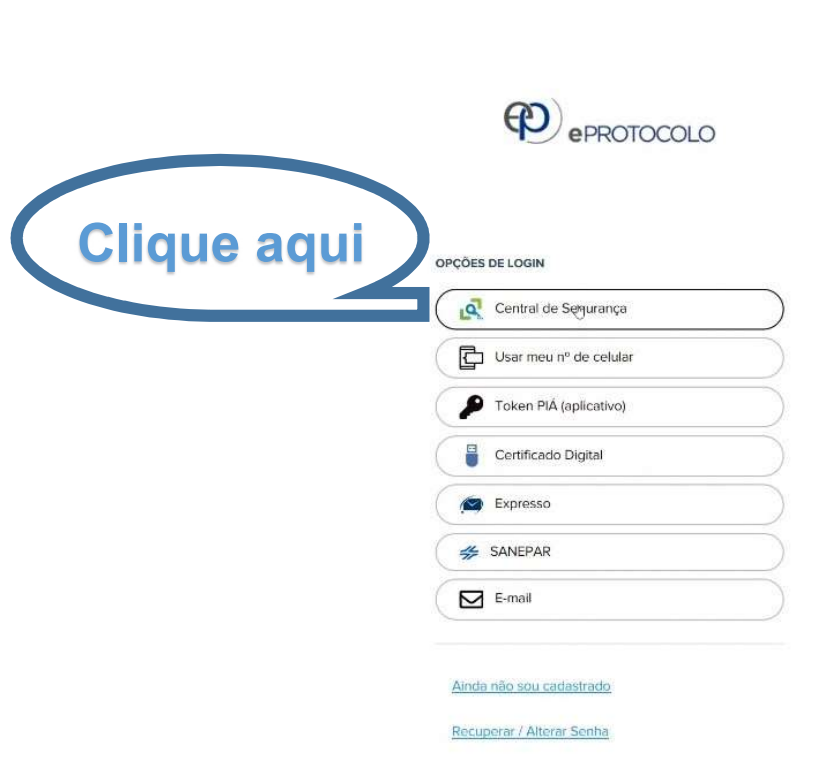 ePROTOCOLO
Clique aqui
OPÇÕES DE LOGIN
Central de Segurança
Usar meu nº de celular
Token PIÁ (aplicativo)
Certificado Digital
Expresso
SANEPAR
E-mail
Ainda não sou cadastrado
Recuperar / Alterar Senha